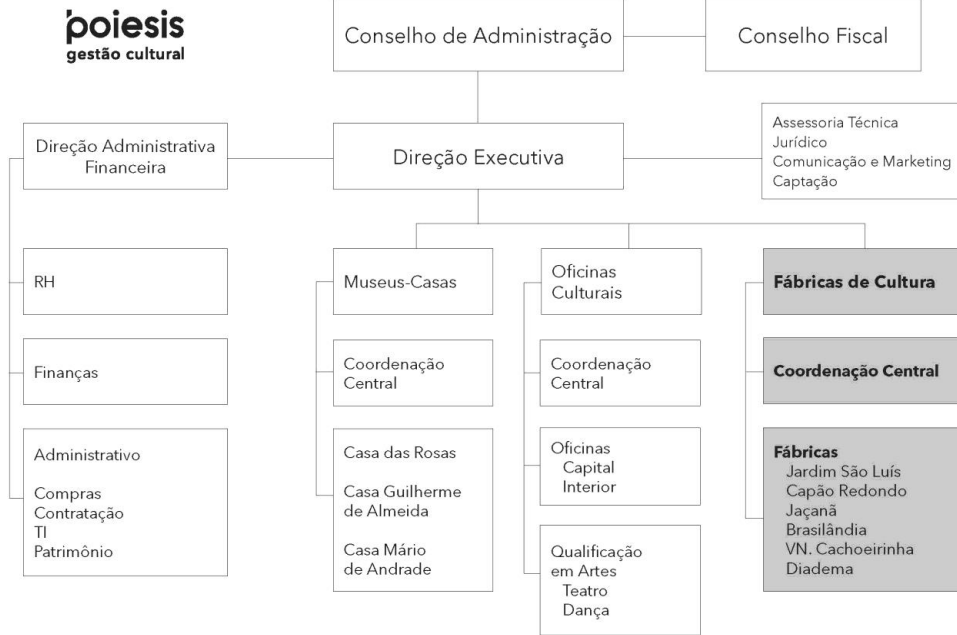 poiesis
gestão cultural
Conselho de Administração
Conselho Fiscal
Direção Administrativa
Financeira
Direção Executiva
Assessoria Técnica
Jurídico
Comunicação e Marketing
Captação
RH
Finanças
Administrativo
Compras
Contratação
TI
Patrimônio
Museus-Casas
Coordenação
Central
Casa das Rosas
Casa Guilherme
de Almeida
Casa Mário
de Andrade
Oficinas
Culturais
Coordenação
Central
Oficinas
Capital
Interior
Qualificação
em Artes
Teatro
Dança
Fábricas de Cultura
Coordenação Central
Fábricas
Jardim São Luís
Capão Redondo
Jaçanã
Brasilândia
VN. Cachoeirinha
Diadema